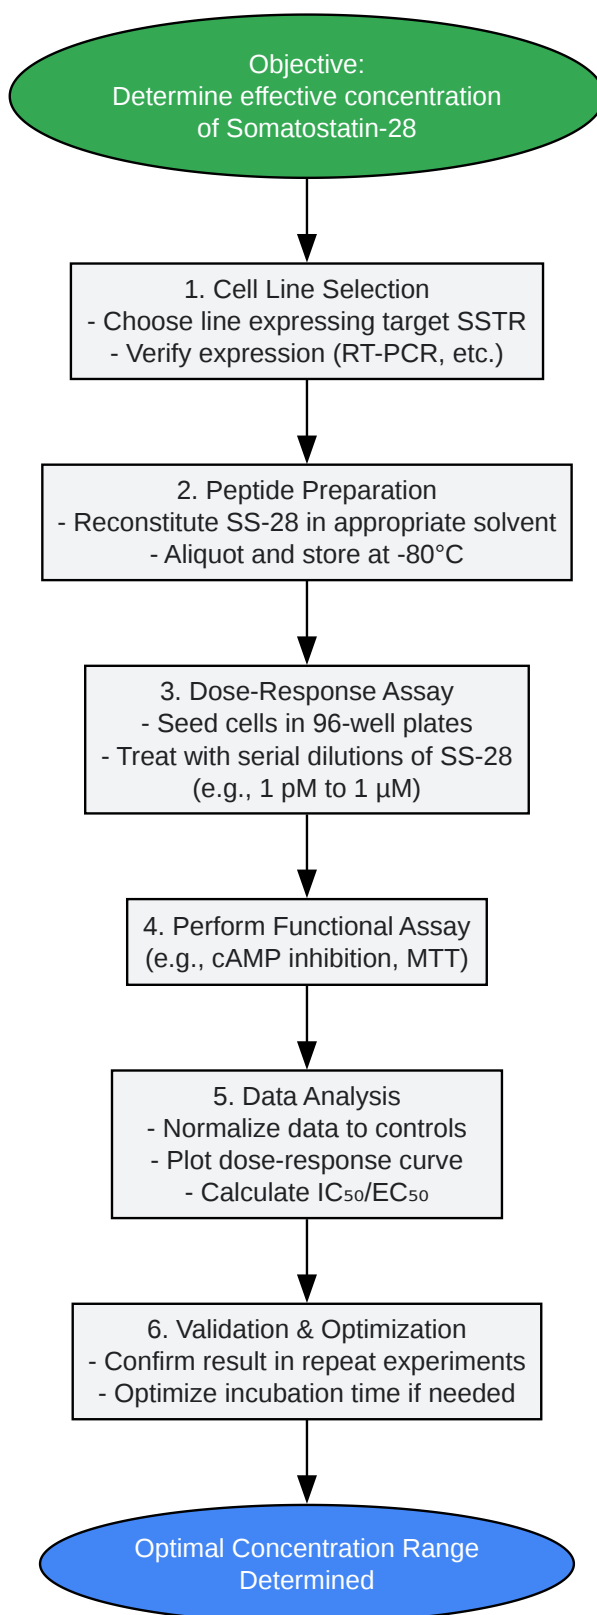 Objective:
Determine effective concentration
of Somatostatin-28
1. Cell Line Selection
- Choose line expressing target SSTR
- Verify expression (RT-PCR, etc.)
2. Peptide Preparation
- Reconstitute SS-28 in appropriate solvent
- Aliquot and store at -80°C
3. Dose-Response Assay
- Seed cells in 96-well plates
- Treat with serial dilutions of SS-28
(e.g., 1 pM to 1 µM)
4. Perform Functional Assay
(e.g., cAMP inhibition, MTT)
5. Data Analysis
- Normalize data to controls
- Plot dose-response curve
- Calculate IC₅₀/EC₅₀
6. Validation & Optimization
- Confirm result in repeat experiments
- Optimize incubation time if needed
Optimal Concentration Range
Determined